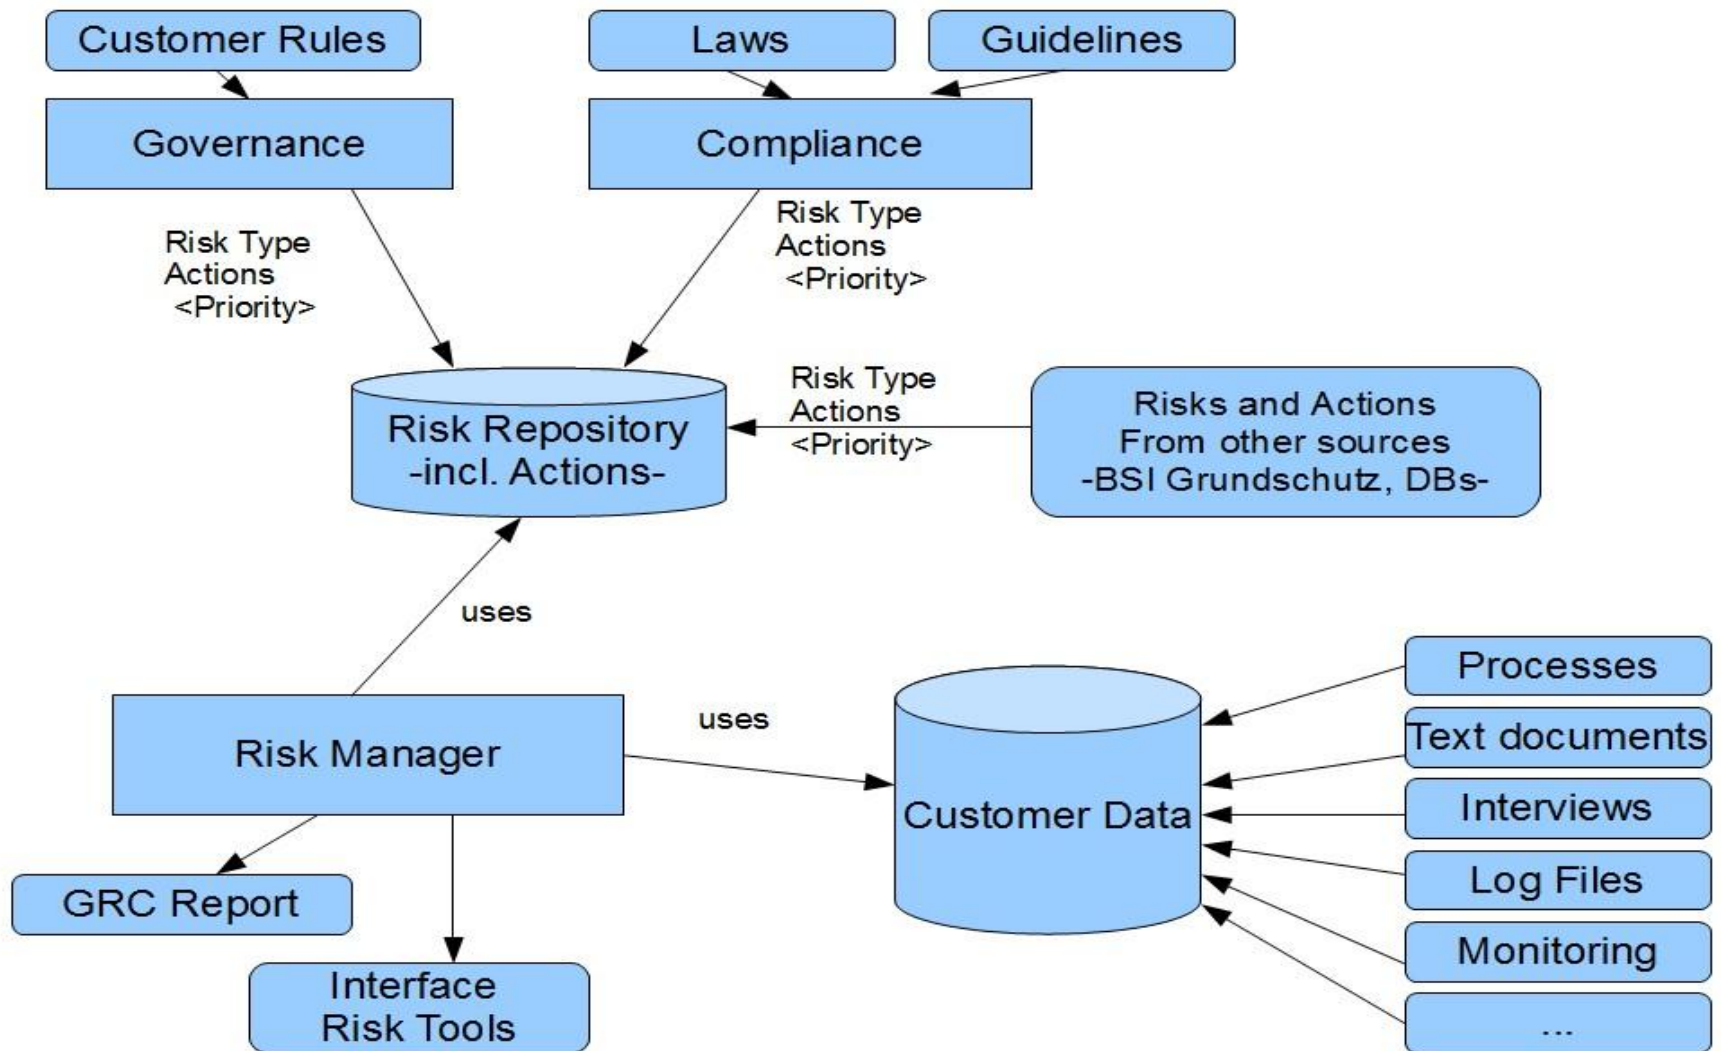 Customer Rules
Laws
Guidelines
Governance
Compliance
Risk Type
Actions
<Priority>
Risk Type
Actions
<Priority>
Risk Type
Actions
<Priority>
Risk Repository
-incl. Actions-
Risks and Actions
From other sources
-BSI Grundschutz, DBs-
uses
uses
Risk Manager
Customer Data
Processes
Text documents
Interviews
Log Files
Monitoring
...
GRC Report
Interface
Risk Tools